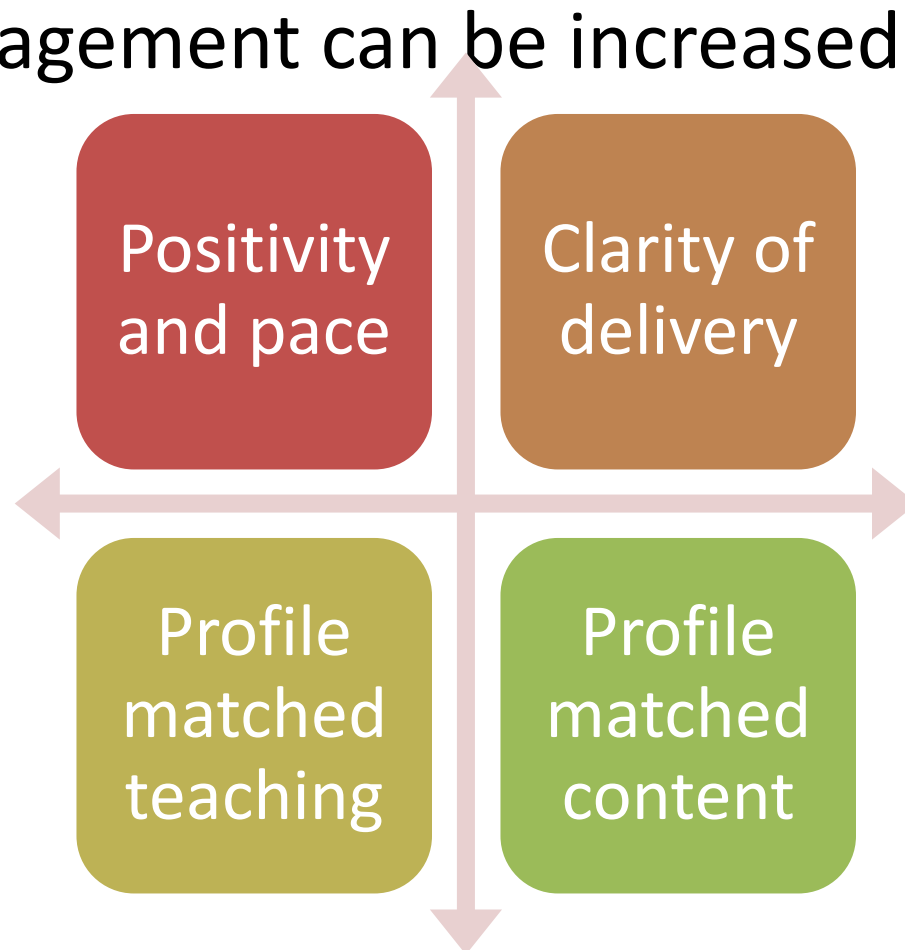 agement can be increased
Positivity
and pace
Clarity of
delivery
Profile
matched
teaching
Profile
matched
content